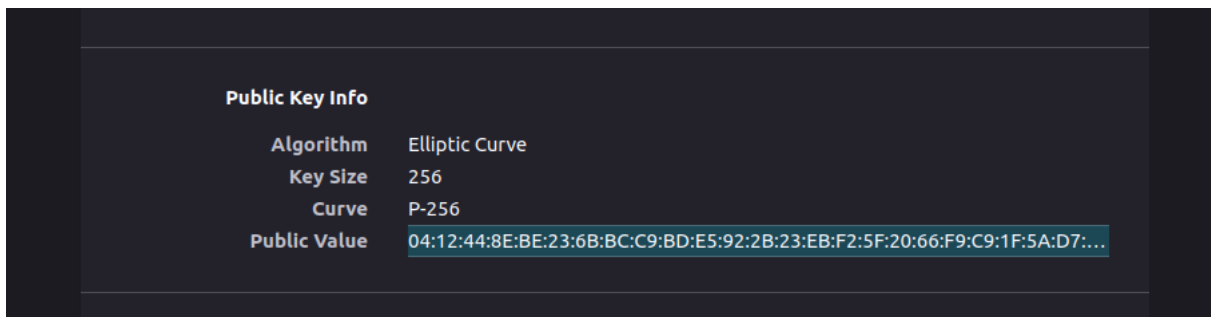 Public Key Info
Algorithm Elliptic Curve
Key Size 256
Curve P-256
Public Value 04:12:44:8E:BE:23:6B:BC:C9:BD:E5:92:2B:23:EB:F2:5F:20:66:F9:C9:1F:5A:D7:...